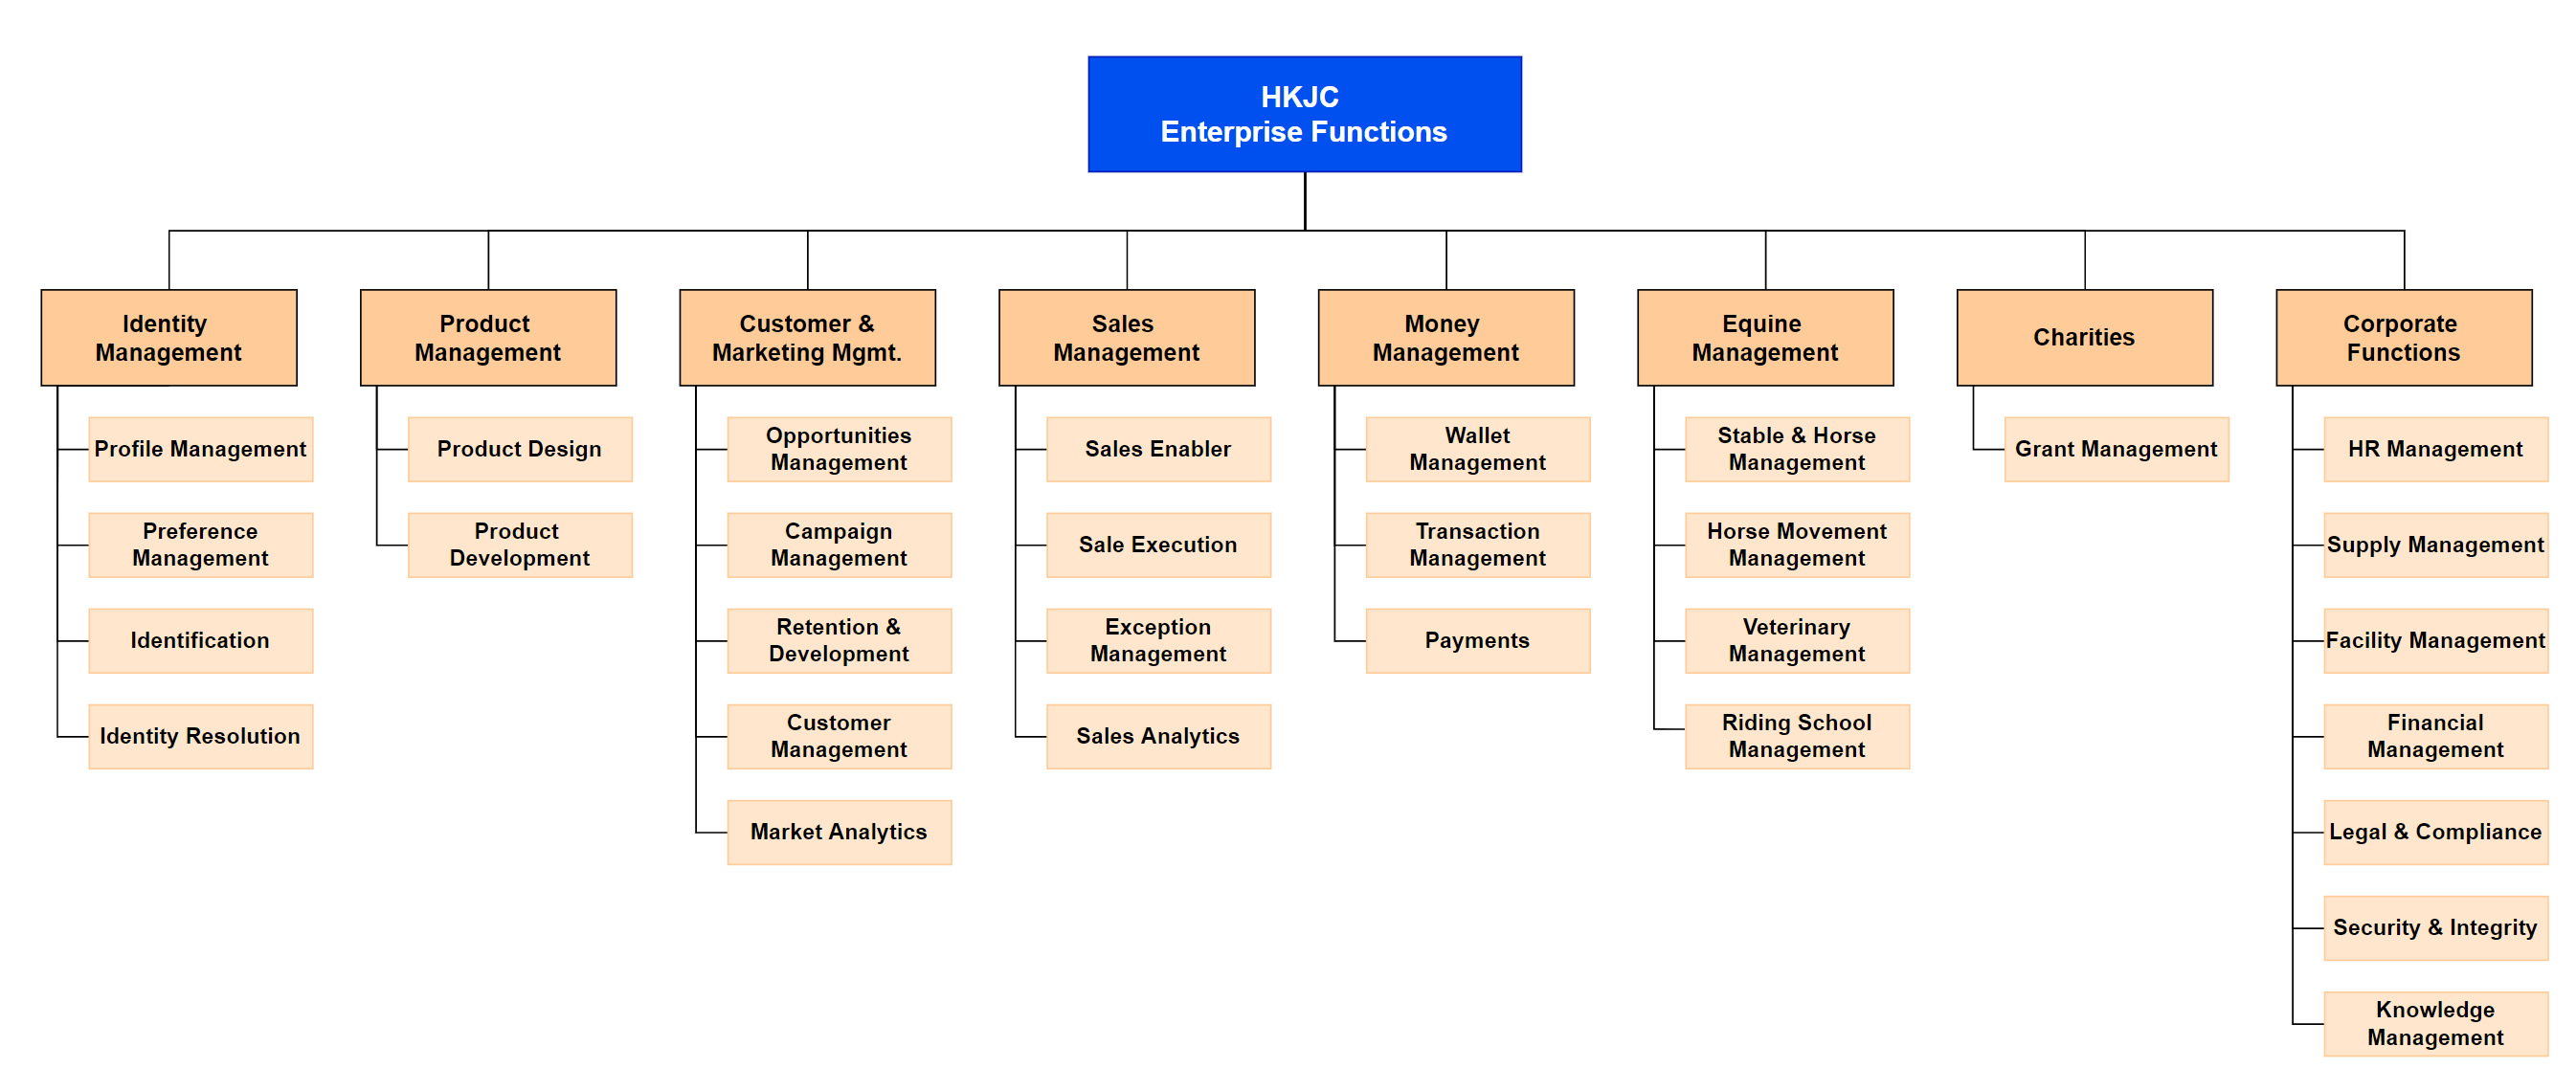 HKJC
Enterprise Functions
Identity
Management
Product
Management
Customer &
Marketing Mgmt.
Sales
Management
Money
Management
Equine
Management
Charities
Corporate
Functions
Profile Management
Preference
Management
Identification
Identity Resolution
Product Design
Product
Development
Opportunities
Management
Campaign
Management
Retention &
Development
Customer
Management
Market Analytics
Sales Enabler
Sale Execution
Exception
Management
Sales Analytics
Wallet
Management
Transaction
Management
Payments
Stable & Horse
Management
Horse Movement
Management
Veterinary
Management
Riding School
Management
Grant Management
HR Management
Supply Management
Facility Management
Financial
Management
Legal & Compliance
Security & Integrity
Knowledge
Management